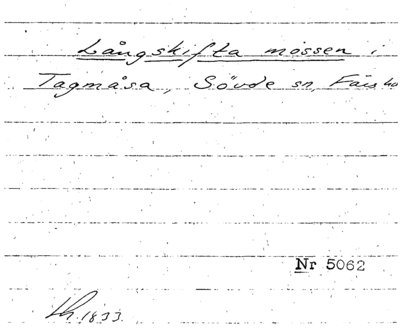 Långskifta mossen i
Tagmåsa, Sövde sn, Färs hd
Nr 5062
1833.